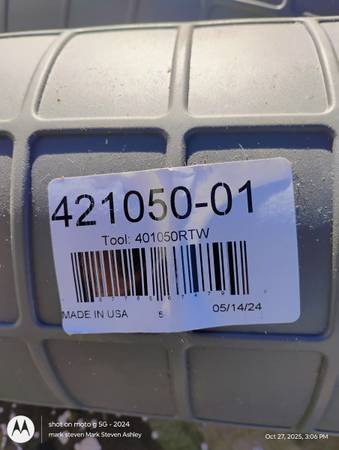 421050-01
Tool: 401050RTW
MADE IN USA 5 05/14/24
shot on moto g 5G - 2024
mark steven Mark Steven Ashley
Oct 27, 2025, 3:06 PM